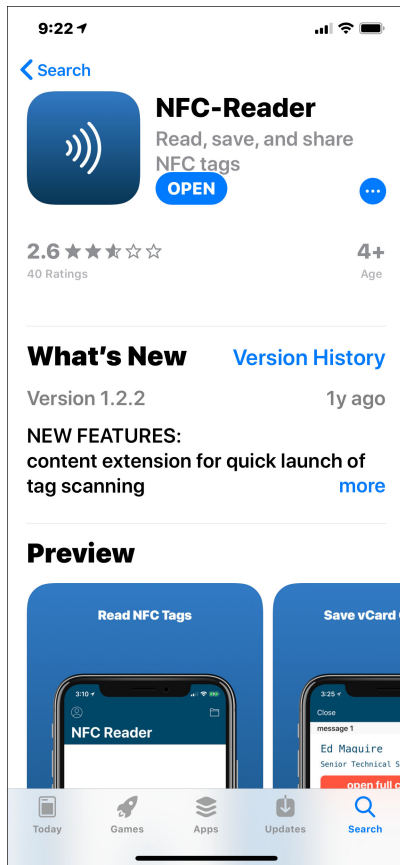 9:22
Search
NFC-Reader
Read, save, and share
NFC tags
OPEN
2.6
4+
40 Ratings
Age
What's New
Version History
Version 1.2.2
1y ago
NEW FEATURES:
content extension for quick launch of
tag scanning
more
Preview
Read NFC Tags
Save vCard
3:10
NFC Reader
3:25
Close
message 1
Ed Maquire
Senior Technical S
open full c
Today
Games
Apps
Updates
Search